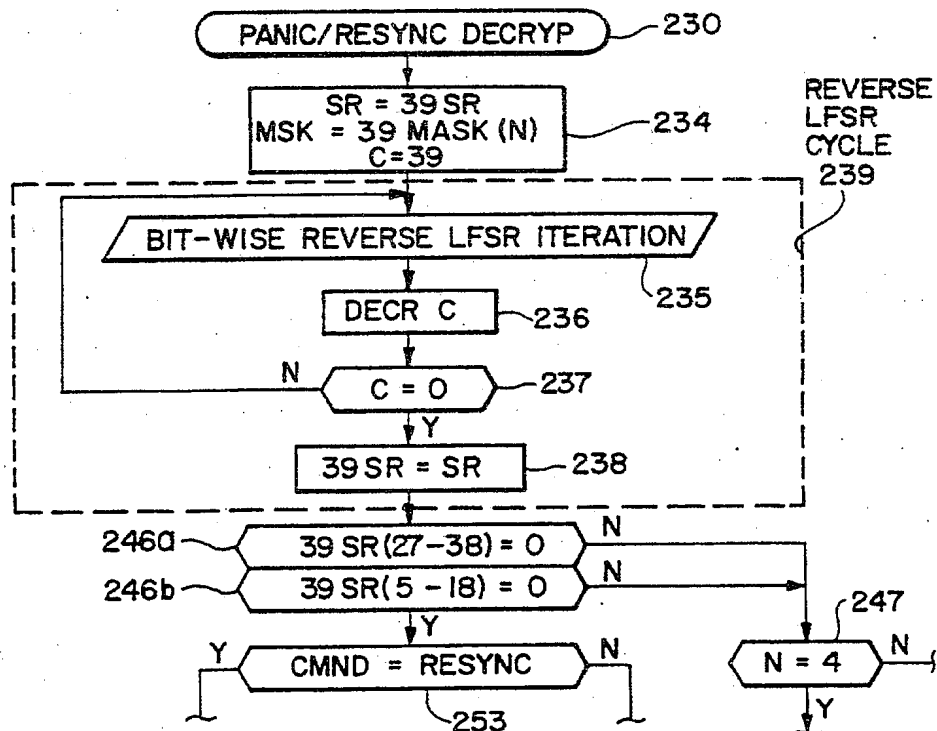 PANIC/RESYNC DECRYP
230
SR = 39 SR
MSK = 39 MASK (N)
C=39
234
REVERSE
LFSR
CYCLE
239
BIT-WISE REVERSE LFSR ITERATION
235
DECR C
236
N
C = 0
237
Y
39 SR = SR
238
246a
39 SR (27-38) = 0
N
246b
39 SR (5-18) = 0
N
Y
247
Y
CMND = RESYNC
N
N = 4
N
253
Y